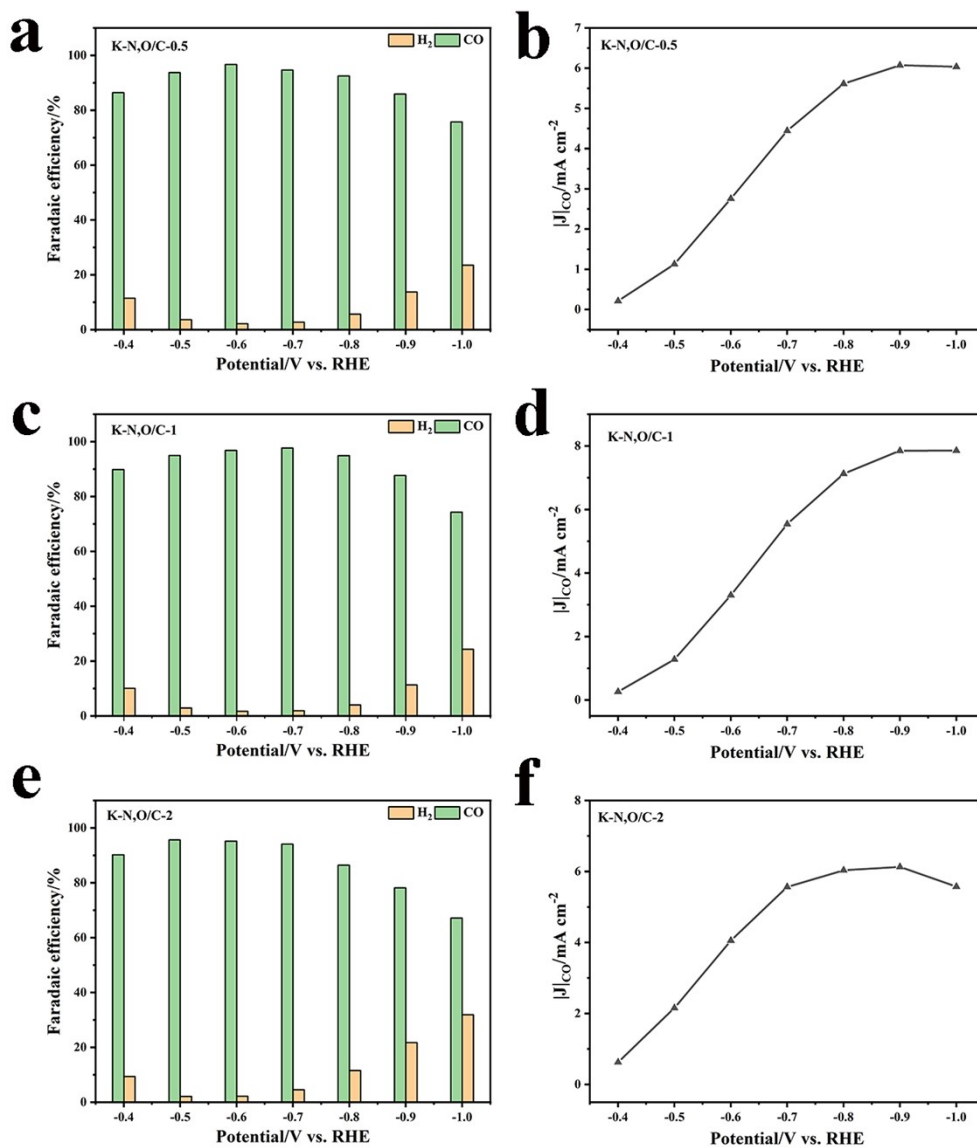 a
K-N,O/C-0.5
H2 CO
Faradaic efficiency/%
100
80
60
40
20
0
-0.4 -0.5 -0.6 -0.7 -0.8 -0.9 -1.0
Potential/V vs. RHE
b
K-N,O/C-0.5
|J|CO/mA cm-2
7
6
5
4
3
2
1
0
-0.4 -0.5 -0.6 -0.7 -0.8 -0.9 -1.0
Potential/V vs. RHE
c
K-N,O/C-1
H2 CO
Faradaic efficiency/%
100
80
60
40
20
0
-0.4 -0.5 -0.6 -0.7 -0.8 -0.9 -1.0
Potential/V vs. RHE
d
K-N,O/C-1
|J|CO/mA cm-2
8
6
4
2
0
-0.4 -0.5 -0.6 -0.7 -0.8 -0.9 -1.0
Potential/V vs. RHE
e
K-N,O/C-2
H2 CO
Faradaic efficiency/%
100
80
60
40
20
0
-0.4 -0.5 -0.6 -0.7 -0.8 -0.9 -1.0
Potential/V vs. RHE
f
K-N,O/C-2
|J|CO/mA cm-2
8
6
4
2
0
-0.4 -0.5 -0.6 -0.7 -0.8 -0.9 -1.0
Potential/V vs. RHE